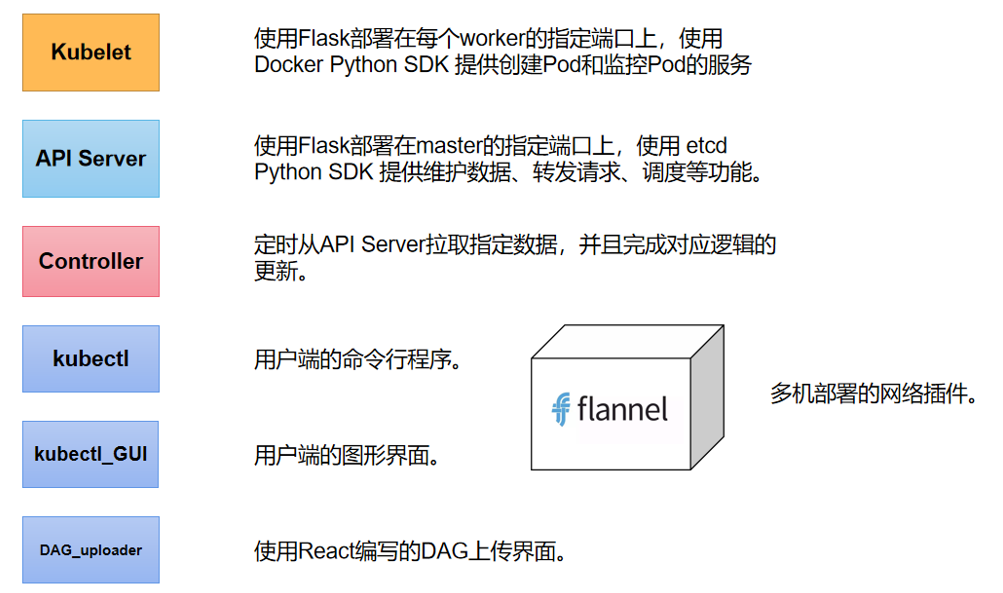 Kubelet
使用Flask部署在每个worker的指定端口上，使用
Docker Python SDK 提供创建Pod和监控Pod的服务
API Server
使用Flask部署在master的指定端口上，使用 etcd
Python SDK 提供维护数据、转发请求、调度等功能。
Controller
定时从API Server拉取指定数据，并且完成对应逻辑的
更新。
kubectl
用户端的命令行程序。
flannel
多机部署的网络插件。
kubectl_GUI
用户端的图形界面。
DAG_uploader
使用React编写的DAG上传界面。